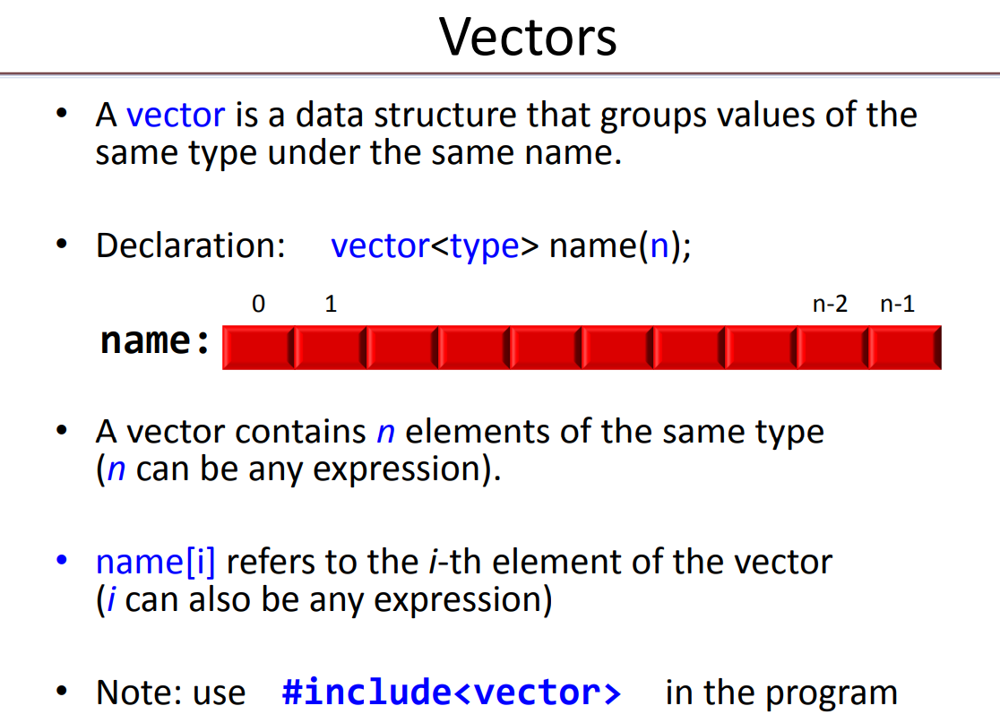 Vectors
• A vector is a data structure that groups values of the
same type under the same name.
• Declaration: vector<type> name(n);
0 1 n-2 n-1
name:
• A vector contains n elements of the same type
(n can be any expression).
• name[i] refers to the i-th element of the vector
(i can also be any expression)
• Note: use #include<vector> in the program